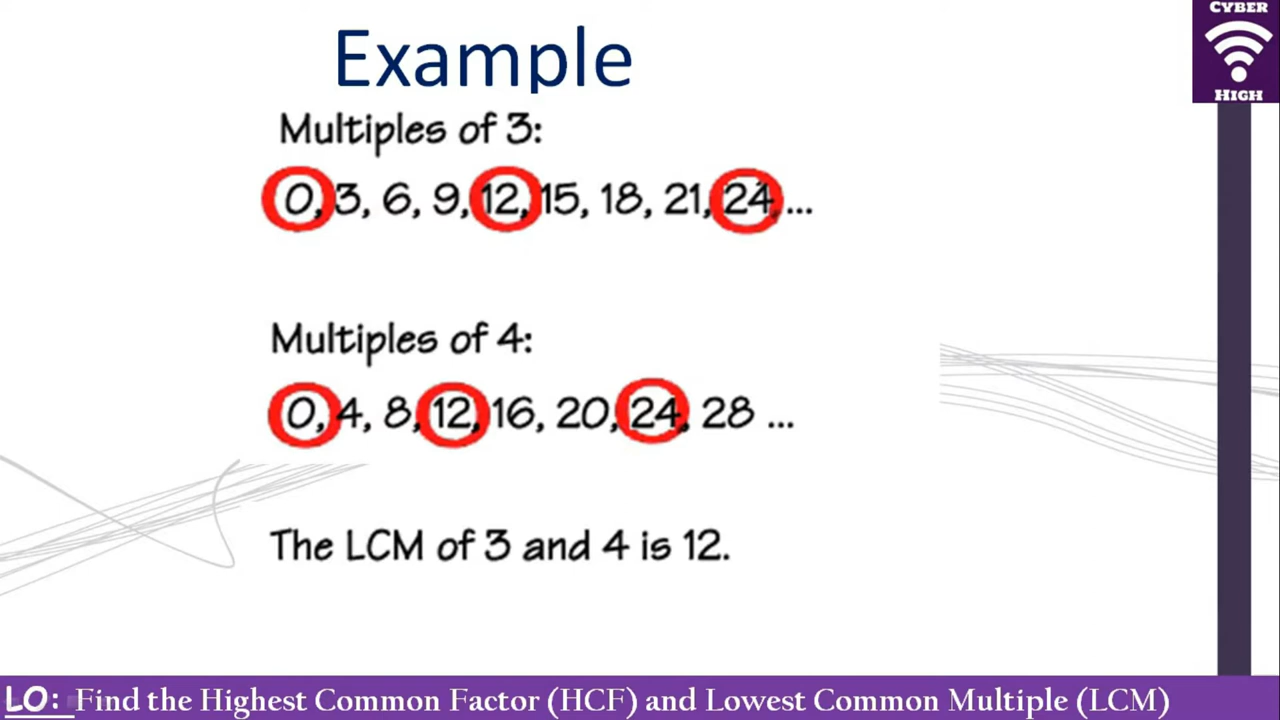 CYBER
HIGH
Example
Multiples of 3:
0, 3, 6, 9, 12, 15, 18, 21, 24, ...
Multiples of 4:
0, 4, 8, 12, 16, 20, 24, 28 ...
The LCM of 3 and 4 is 12.
LO: Find the Highest Common Factor (HCF) and Lowest Common Multiple (LCM)